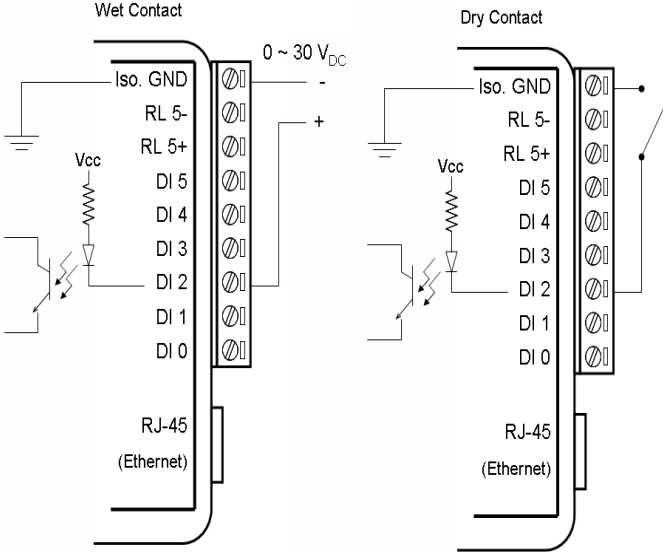 Wet Contact
0 ~ 30 VDC
Iso. GND
-
RL 5-
+
RL 5+
Vcc
DI 5
DI 4
DI 3
DI 2
DI 1
DI 0
RJ-45
(Ethernet)
Dry Contact
Iso. GND
RL 5-
RL 5+
Vcc
DI 5
DI 4
DI 3
DI 2
DI 1
DI 0
RJ-45
(Ethernet)